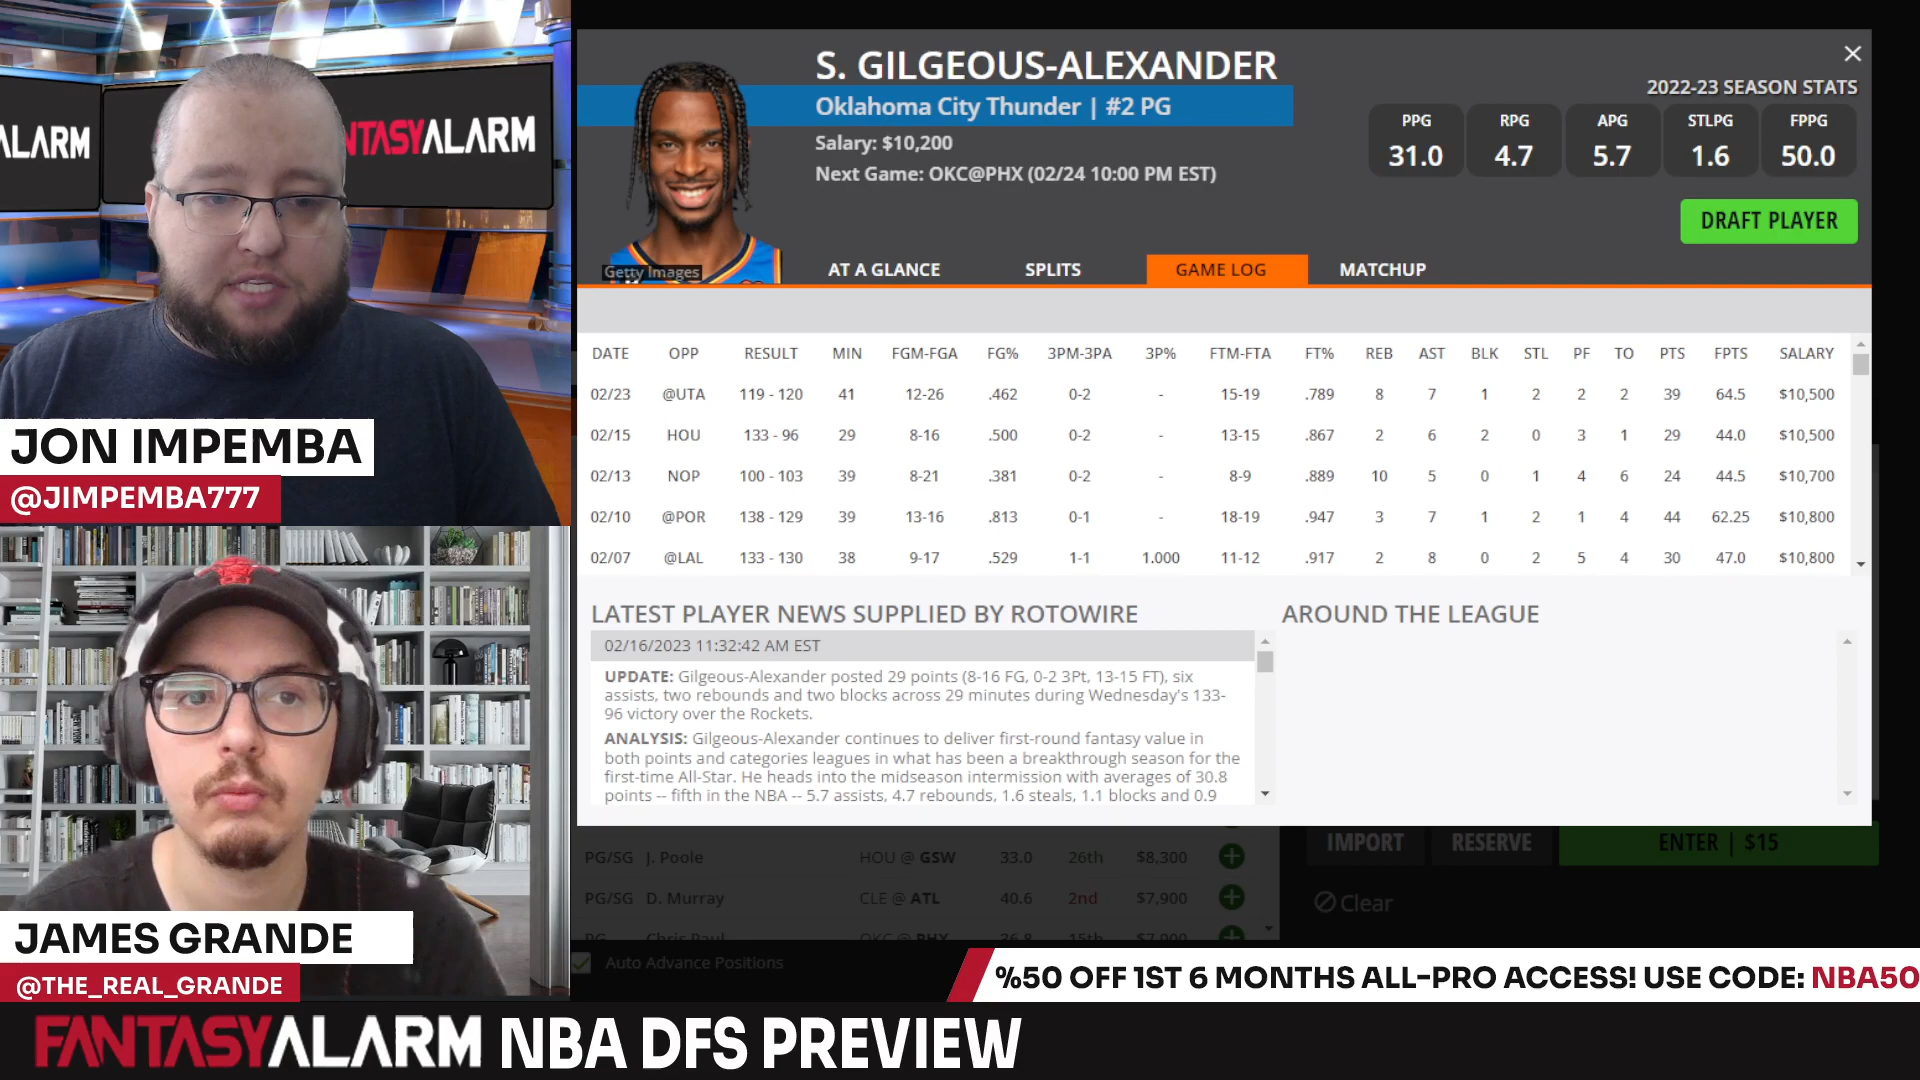 ALARM
NTASYALARM
JON IMPEMBA
@JIMPEMBA777
JAMES GRANDE
@THE_REAL_GRANDE
S. GILGEOUS-ALEXANDER
Oklahoma City Thunder | #2 PG
Salary: $10,200
Next Game: OKC@PHX (02/24 10:00 PM EST)
Getty Images
2022-23 SEASON STATS
PPG RPG APG STLPG FPPG
31.0 4.7 5.7 1.6 50.0
DRAFT PLAYER
AT A GLANCE SPLITS GAME LOG MATCHUP
DATE OPP RESULT MIN FGM-FGA FG% 3PM-3PA 3P% FTM-FTA FT% REB AST BLK STL PF TO PTS FPTS SALARY
02/23 @UTA 119 - 120 41 12-26 .462 0-2 - 15-19 .789 8 7 1 2 2 2 39 64.5 $10,500
02/15 HOU 133 - 96 29 8-16 .500 0-2 - 13-15 .867 2 6 2 0 3 1 29 44.0 $10,500
02/13 NOP 100 - 103 39 8-21 .381 0-2 - 8-9 .889 10 5 0 1 4 6 24 44.5 $10,700
02/10 @POR 138 - 129 39 13-16 .813 0-1 - 18-19 .947 3 7 1 2 1 4 44 62.25 $10,800
02/07 @LAL 133 - 130 38 9-17 .529 1-1 1.000 11-12 .917 2 8 0 2 5 4 30 47.0 $10,800
LATEST PLAYER NEWS SUPPLIED BY ROTOWIRE
02/16/2023 11:32:42 AM EST
UPDATE: Gilgeous-Alexander posted 29 points (8-16 FG, 0-2 3Pt, 13-15 FT), six
assists, two rebounds and two blocks across 29 minutes during Wednesday's 133-
96 victory over the Rockets.
ANALYSIS: Gilgeous-Alexander continues to deliver first-round fantasy value in
both points and categories leagues in what has been a breakthrough season for the
first-time All-Star. He heads into the midseason intermission with averages of 30.8
points -- fifth in the NBA -- 5.7 assists, 4.7 rebounds, 1.6 steals, 1.1 blocks and 0.9
AROUND THE LEAGUE
PG/SG J. Poole HOU @ GSW 33.0 26th $8,300
PG/SG D. Murray CLE @ ATL 40.6 2nd $7,900
PG Chris Paul OKC @ PHX 36.8 15th $7,900
Auto Advance Positions
IMPORT RESERVE ENTER | $15
Clear
%50 OFF 1ST 6 MONTHS ALL-PRO ACCESS! USE CODE: NBA50
FANTASYALARM NBA DFS PREVIEW